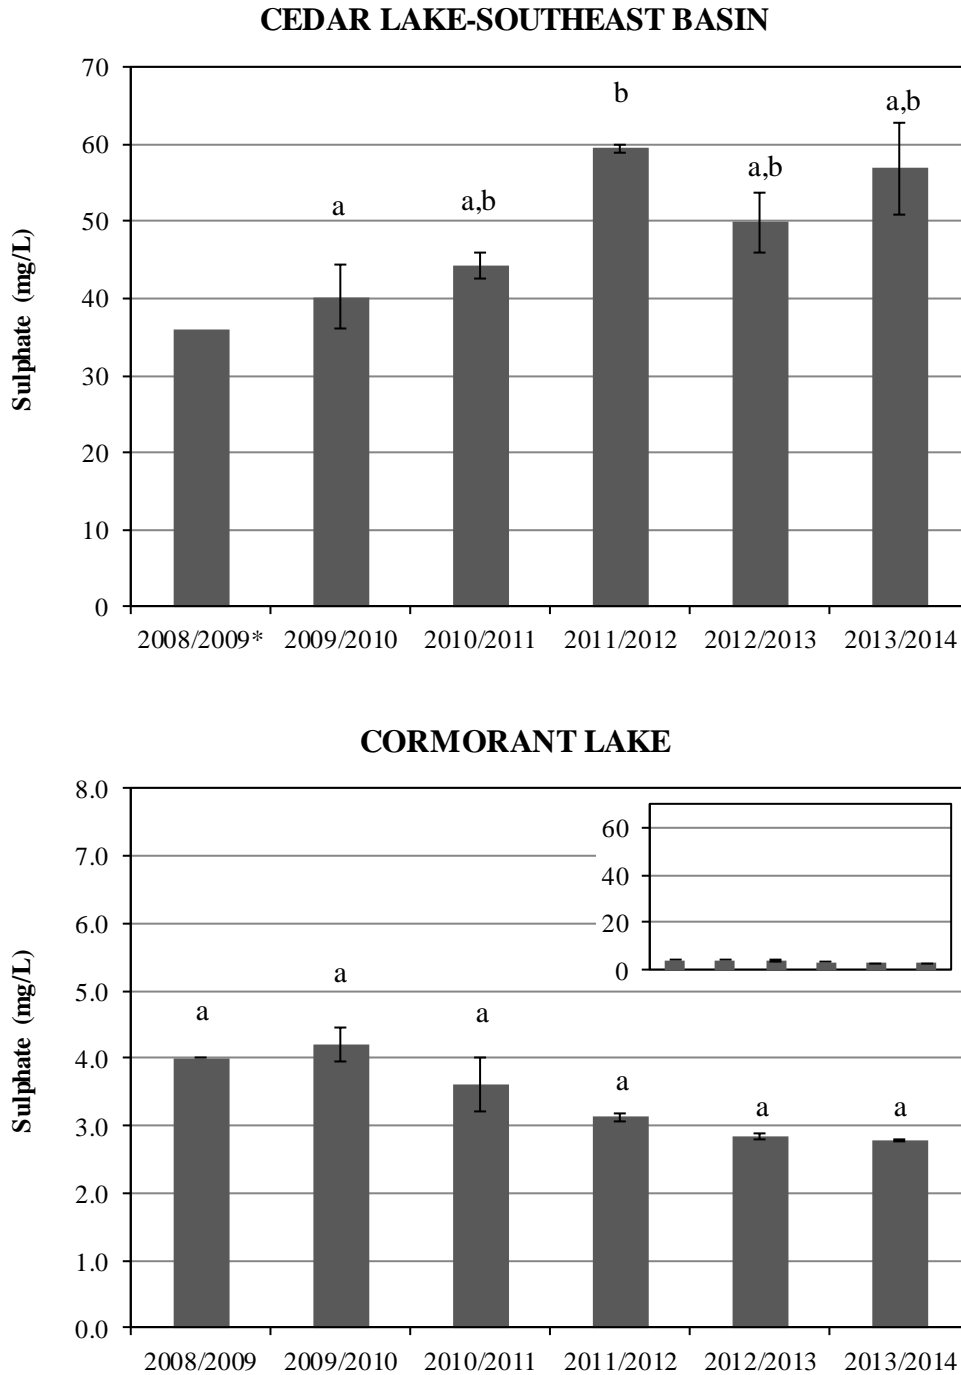 CEDAR LAKE-SOUTHEAST BASIN
70
60
50
40
30
20
10
0
Sulphate (mg/L)
a
a,b
b
a,b
a,b
2008/2009*
2009/2010
2010/2011
2011/2012
2012/2013
2013/2014
CORMORANT LAKE
8.0
7.0
6.0
5.0
4.0
3.0
2.0
1.0
0.0
Sulphate (mg/L)
60
40
20
0
a
a
a
a
a
a
2008/2009
2009/2010
2010/2011
2011/2012
2012/2013
2013/2014